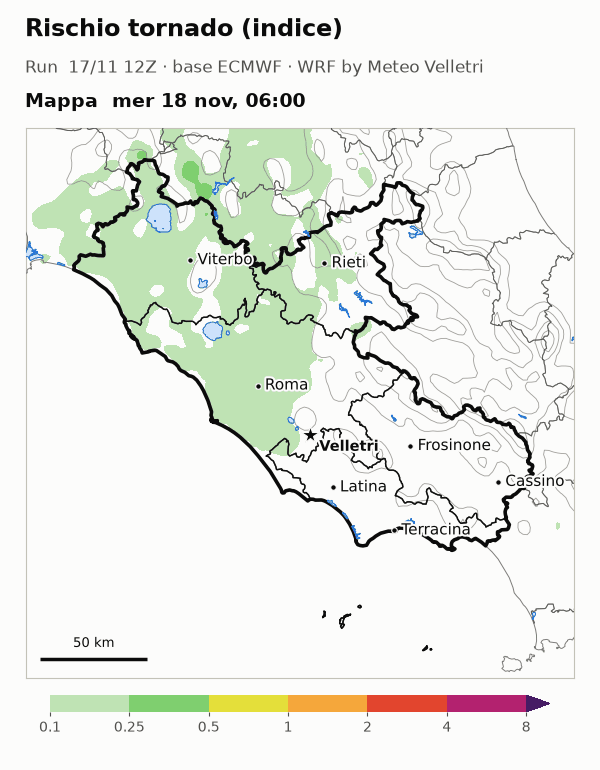 Rischio tornado (indice)
Run  17/11 12Z · base ECMWF · WRF by Meteo Velletri
Mappa  mer 18 nov, 06:00
Viterbo
Rieti
Roma
Velletri
Frosinone
Latina
Cassino
Terracina
50 km
0.1 0.25 0.5 1 2 4 8